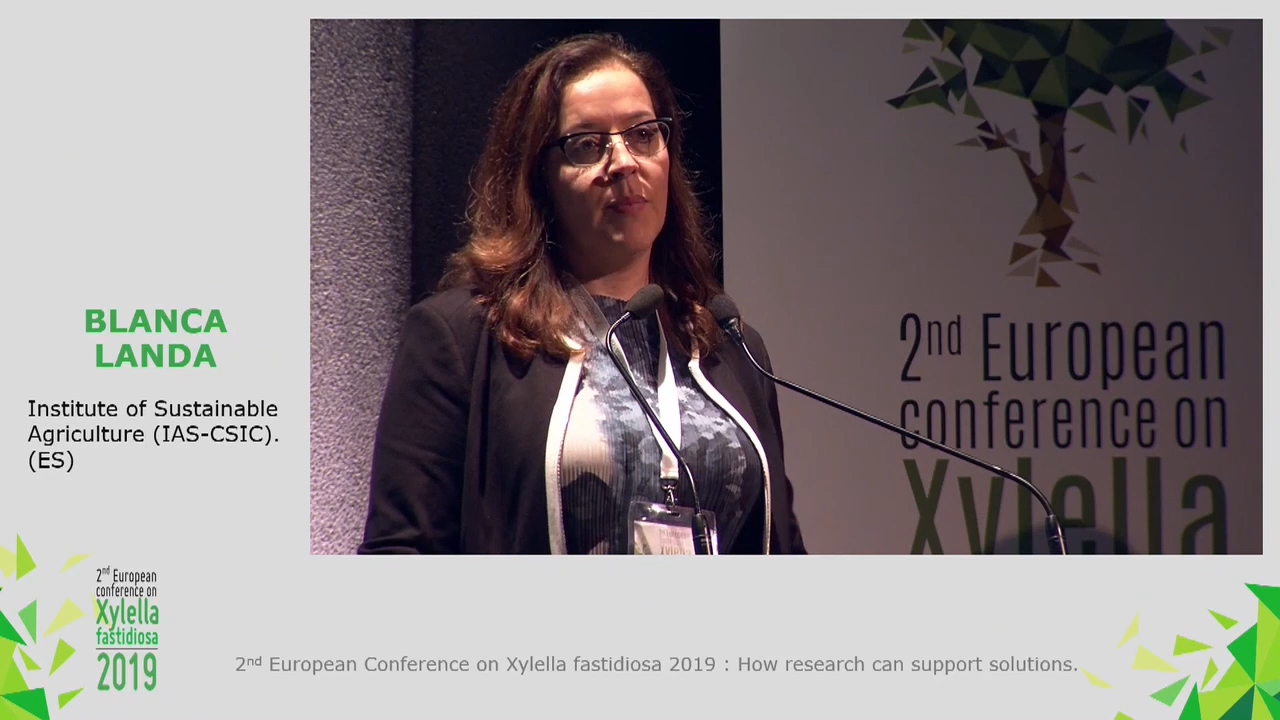 BLANCA
LANDA
Institute of Sustainable
Agriculture (IAS-CSIC).
(ES)
2nd European
conference on
Xylella
2nd European
conference on
Xylella
fastidiosa
2019
2nd European Conference on Xylella fastidiosa 2019 : How research can support solutions.